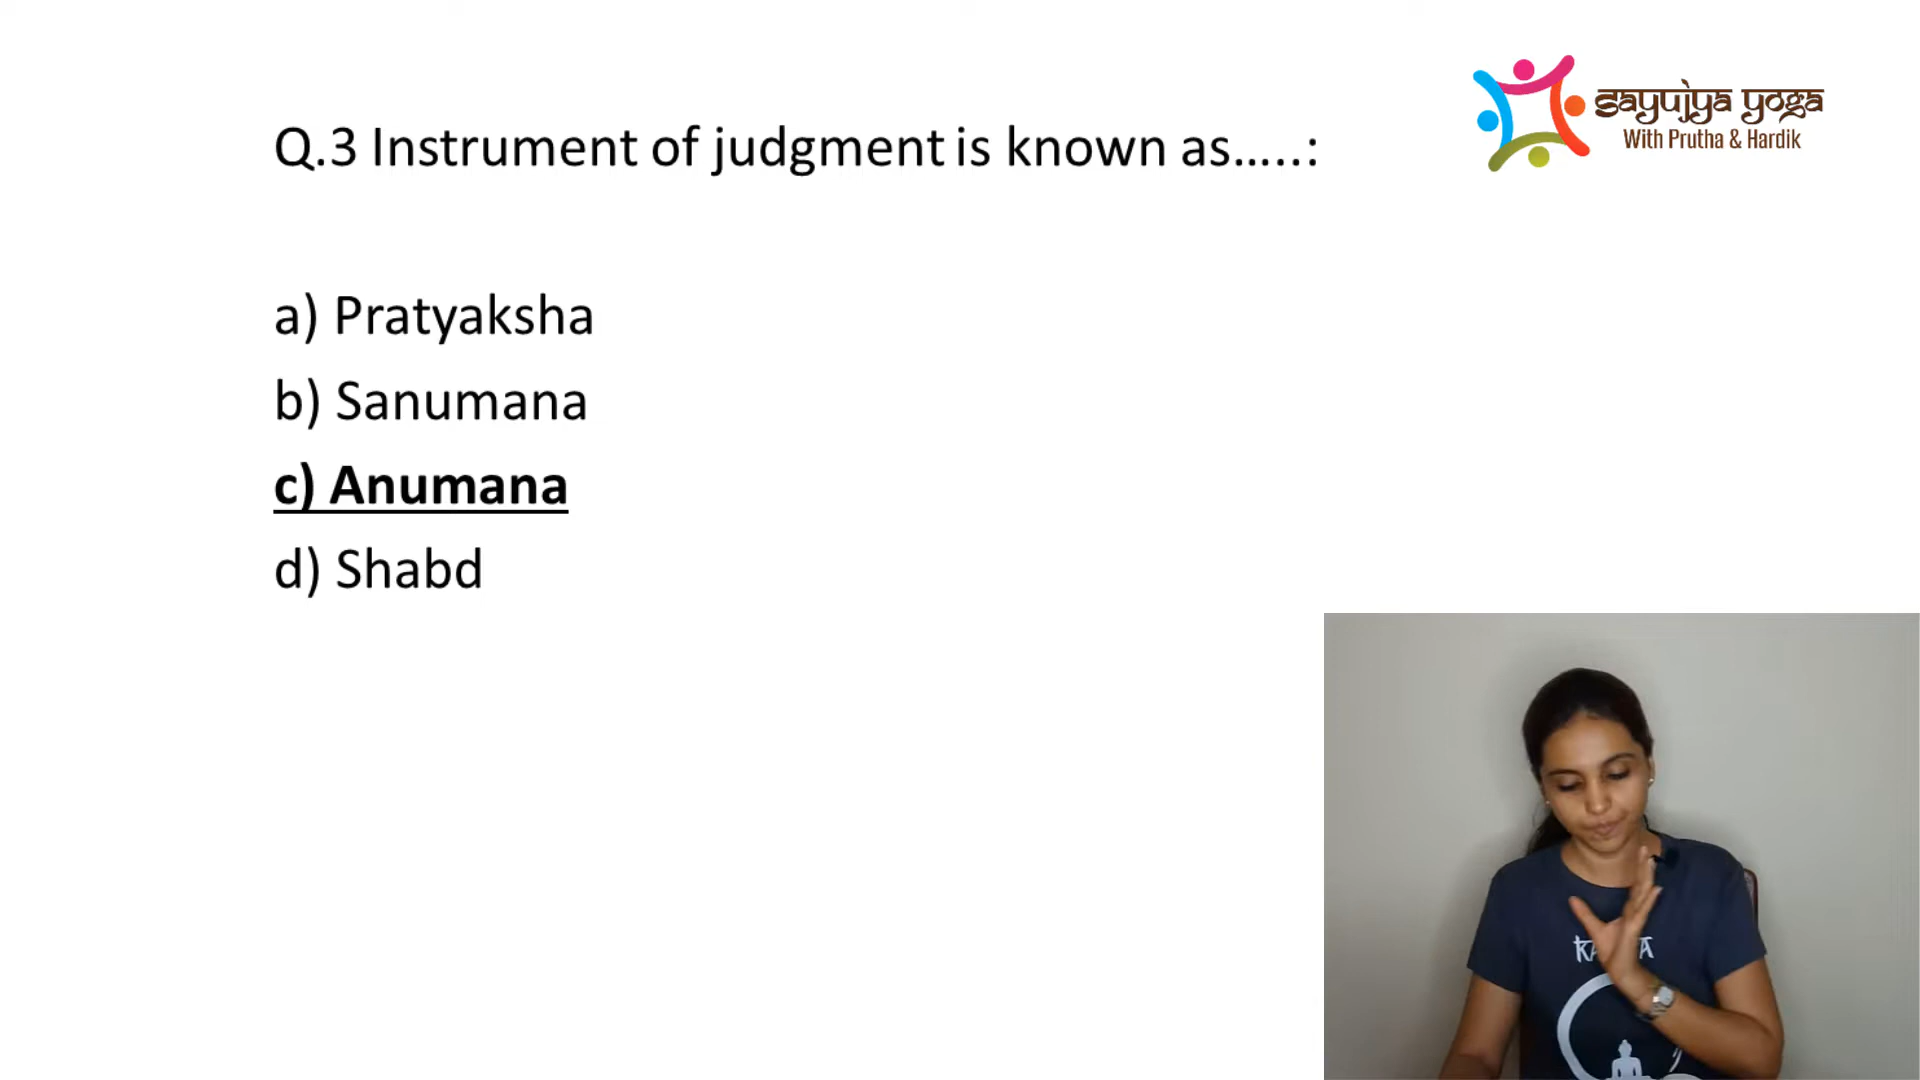 Q.3 Instrument of judgment is known as.....:
sayujya yoga
With Prutha & Hardik
a) Pratyaksha
b) Sanumana
c) Anumana
d) Shabd